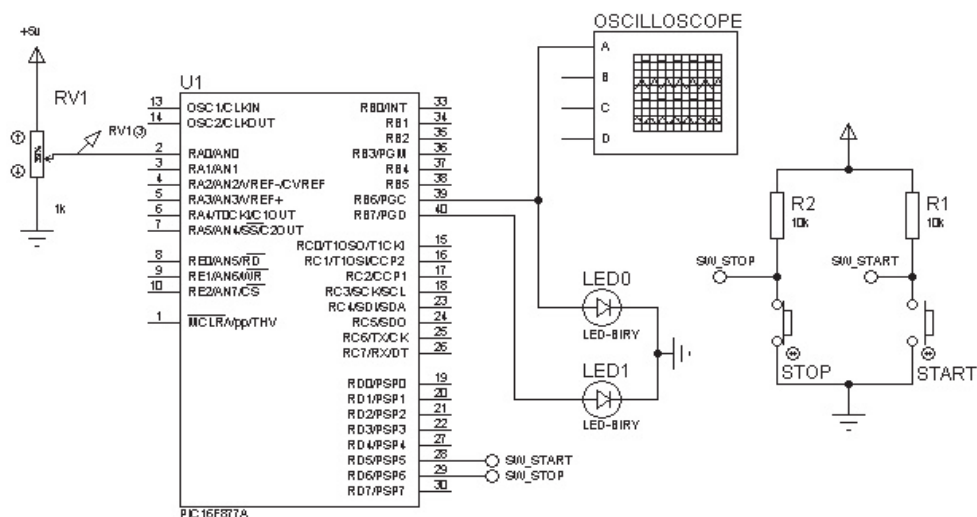 OSCILLOSCOPE
+5u
A
B
C
D
RV1
RV1(3)
1k
U1
13 OSC1/CLKIN
14 OSC2/CLKOUT
2 RA0/AN0
3 RA1/AN1
4 RA2/AN2/VREF-/CVREF
5 RA3/AN3/VREF+
6 RA4/T0CKI/C1OUT
7 RA5/AN4/SS/C2OUT
8 RE0/AN5/RD
9 RE1/AN6/WR
10 RE2/AN7/CS
1 MCLR/Vpp/THV
RB0/INT 33
RB1 34
RB2 35
RB3/PGM 36
RB4 37
RB5 38
RB6/PGC 39
RB7/PGD 40
RC0/T1OSO/T1CKI 15
RC1/T1OSI/CCP2 16
RC2/CCP1 17
RC3/SCK/SCL 18
RC4/SDI/SDA 23
RC5/SDO 24
RC6/TX/CK 25
RC7/RX/DT 26
RD0/PSP0 19
RD1/PSP1 20
RD2/PSP2 21
RD3/PSP3 22
RD4/PSP4 27
RD5/PSP5 28
RD6/PSP6 29
RD7/PSP7 30
PIC16F877A
SW_START
SW_STOP
LED0
LED-BIRY
LED1
LED-BIRY
R2
10k
R1
10k
SW_STOP
SW_START
STOP
START